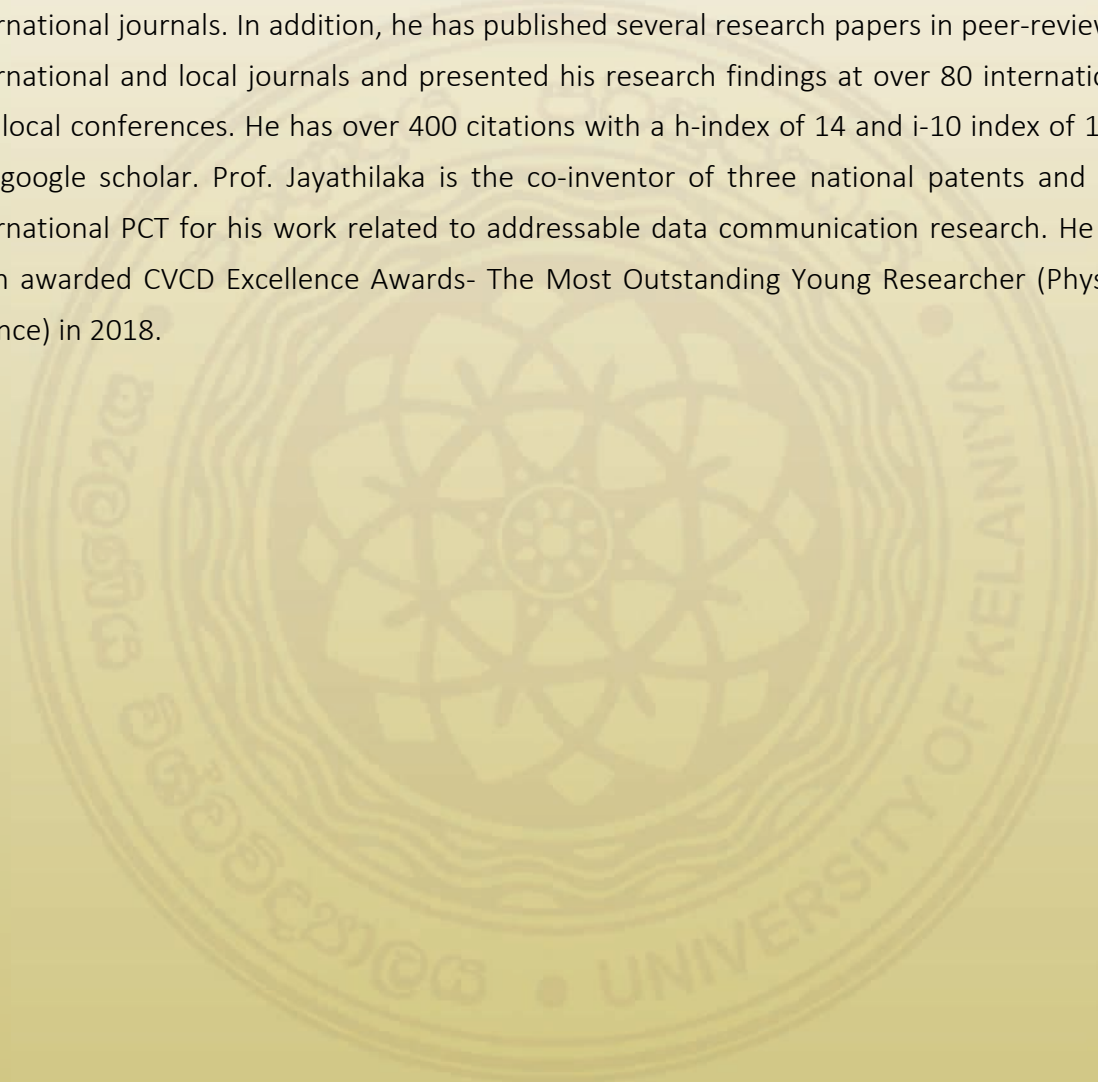 rnational journals. In addition, he has published several research papers in peer-review
rnational and local journals and presented his research findings at over 80 internatio
local conferences. He has over 400 citations with a h-index of 14 and i-10 index of 1
google scholar. Prof. Jayathilaka is the co-inventor of three national patents and
rnational PCT for his work related to addressable data communication research. He
n awarded CVCD Excellence Awards- The Most Outstanding Young Researcher (Phys
nce) in 2018.
විශ්වවිද්‍යාලය
UNIVERSITY OF KELANIYA